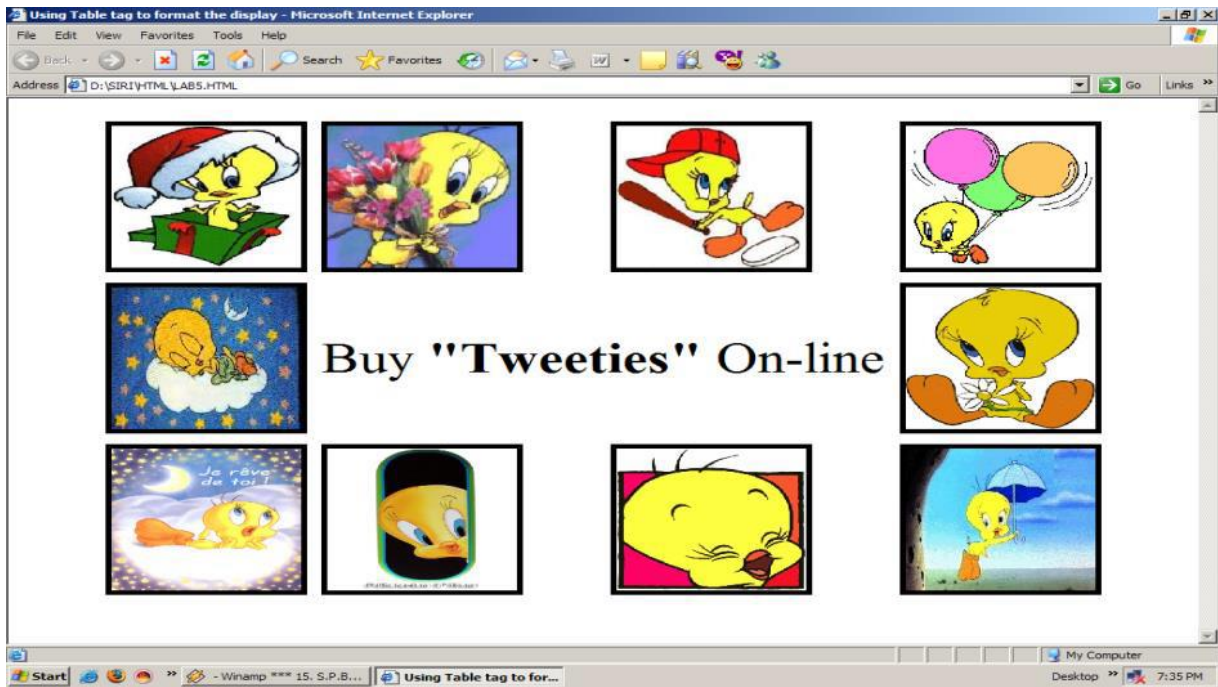 Using Table tag to format the display - Microsoft Internet Explorer
File Edit View Favorites Tools Help
Back Search Favorites
Address D:\SIRI\HTML\LAB5.HTML Go Links »
Buy "Tweeties" On-line
Je rêve
de toi !
My Computer
Start » - Winamp *** 15. S.P.B... Using Table tag to for... Desktop » 7:35 PM